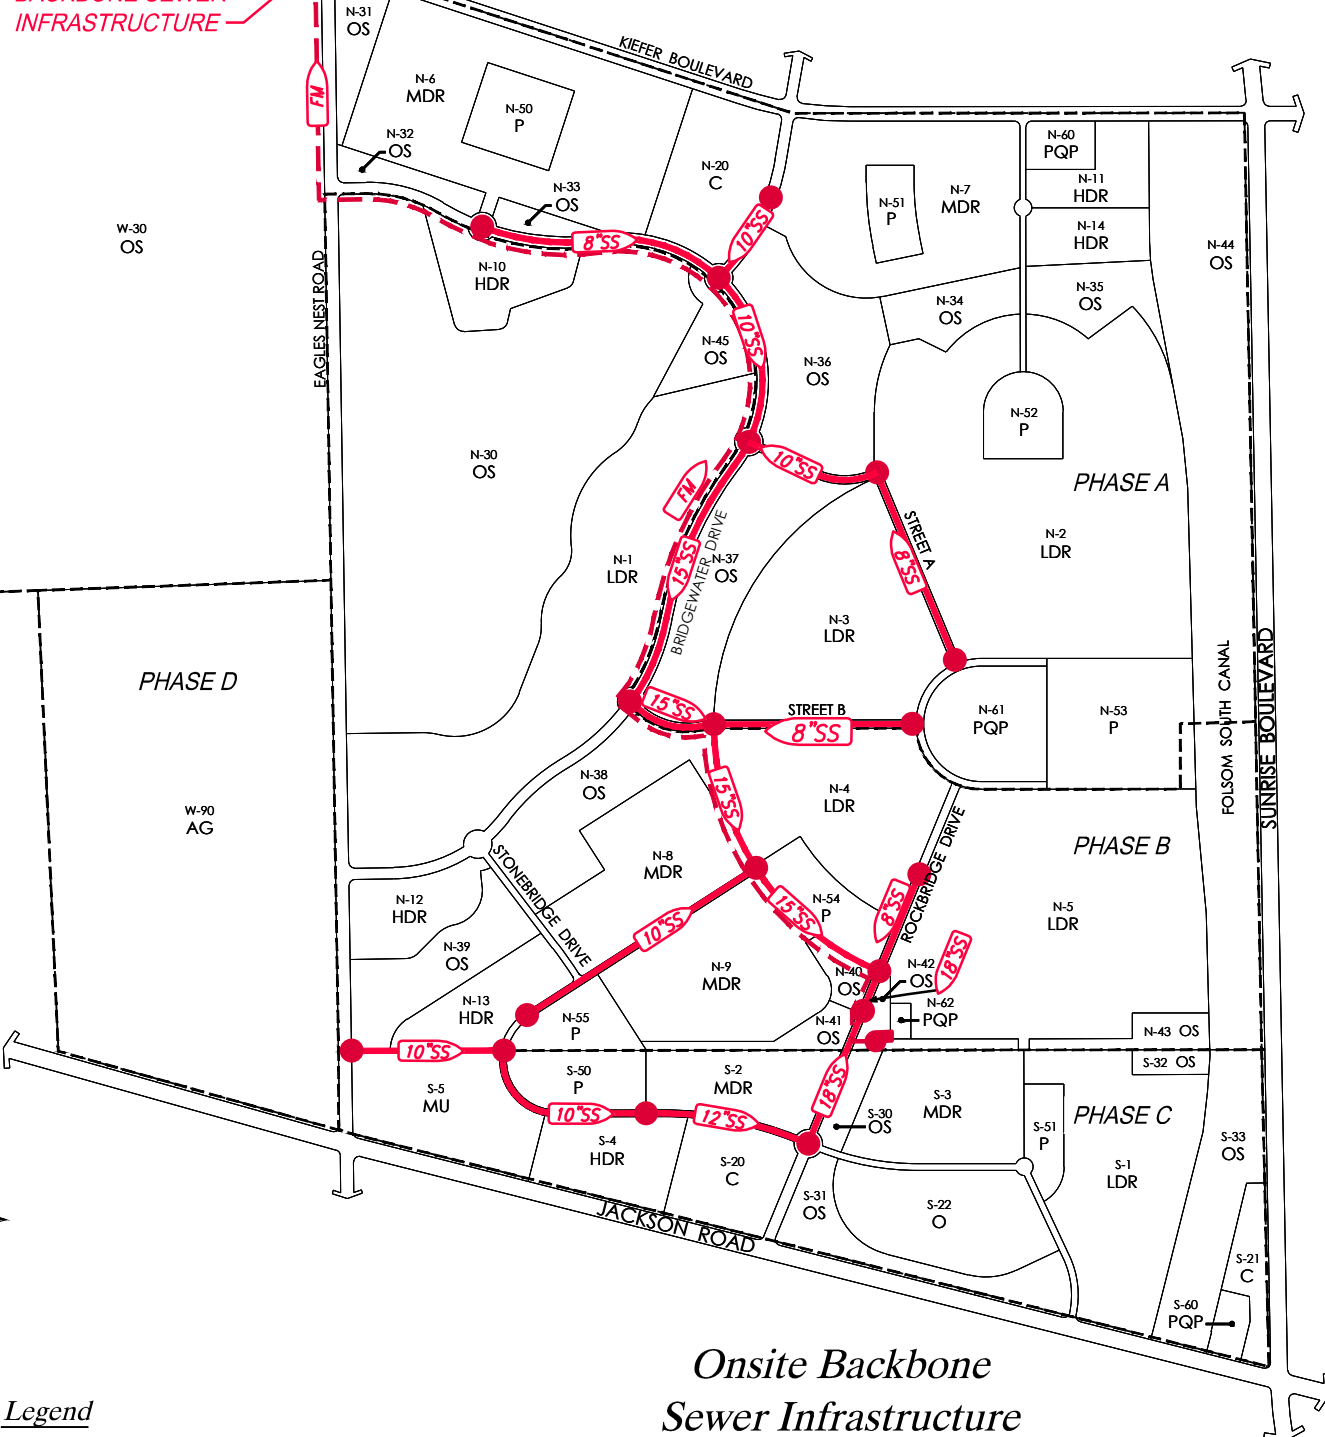 BACKBONE SEWER
INFRASTRUCTURE
N-31
OS
KIEFER BOULEVARD
FM
N-6
MDR
N-50
P
N-32
OS
N-20
C
N-33
OS
N-60
PQP
N-11
HDR
N-7
MDR
N-51
P
N-14
HDR
N-44
OS
W-30
OS
10"SS
8"SS
N-10
HDR
EAGLES NEST ROAD
N-34
OS
N-35
OS
10"SS
N-45
OS
N-36
OS
N-52
P
N-30
OS
10"SS
PHASE A
FM
STREET A
N-2
LDR
8"SS
N-1
LDR
15"SS
N-37
OS
BRIDGEWATER DRIVE
N-3
LDR
PHASE D
15"SS
STREET B
8"SS
N-61
PQP
N-53
P
FOLSOM SOUTH CANAL
SUNRISE BOULEVARD
N-38
OS
15"SS
N-4
LDR
W-90
AG
PHASE B
ROCKBRIDGE DRIVE
N-8
MDR
STONEBRIDGE DRIVE
N-12
HDR
N-54
P
15"SS
8"SS
N-5
LDR
10"SS
N-39
OS
18"SS
N-9
MDR
N-40
OS
N-42
OS
N-13
HDR
N-55
P
N-41
OS
N-62
PQP
N-43 OS
10"SS
S-32 OS
S-5
MU
S-50
P
S-2
MDR
18"SS
S-3
MDR
10"SS
12"SS
S-30
OS
S-51
P
PHASE C
S-33
OS
S-4
HDR
S-20
C
S-1
LDR
S-31
OS
S-22
O
JACKSON ROAD
S-21
C
S-60
PQP
Onsite Backbone
Sewer Infrastructure
Legend